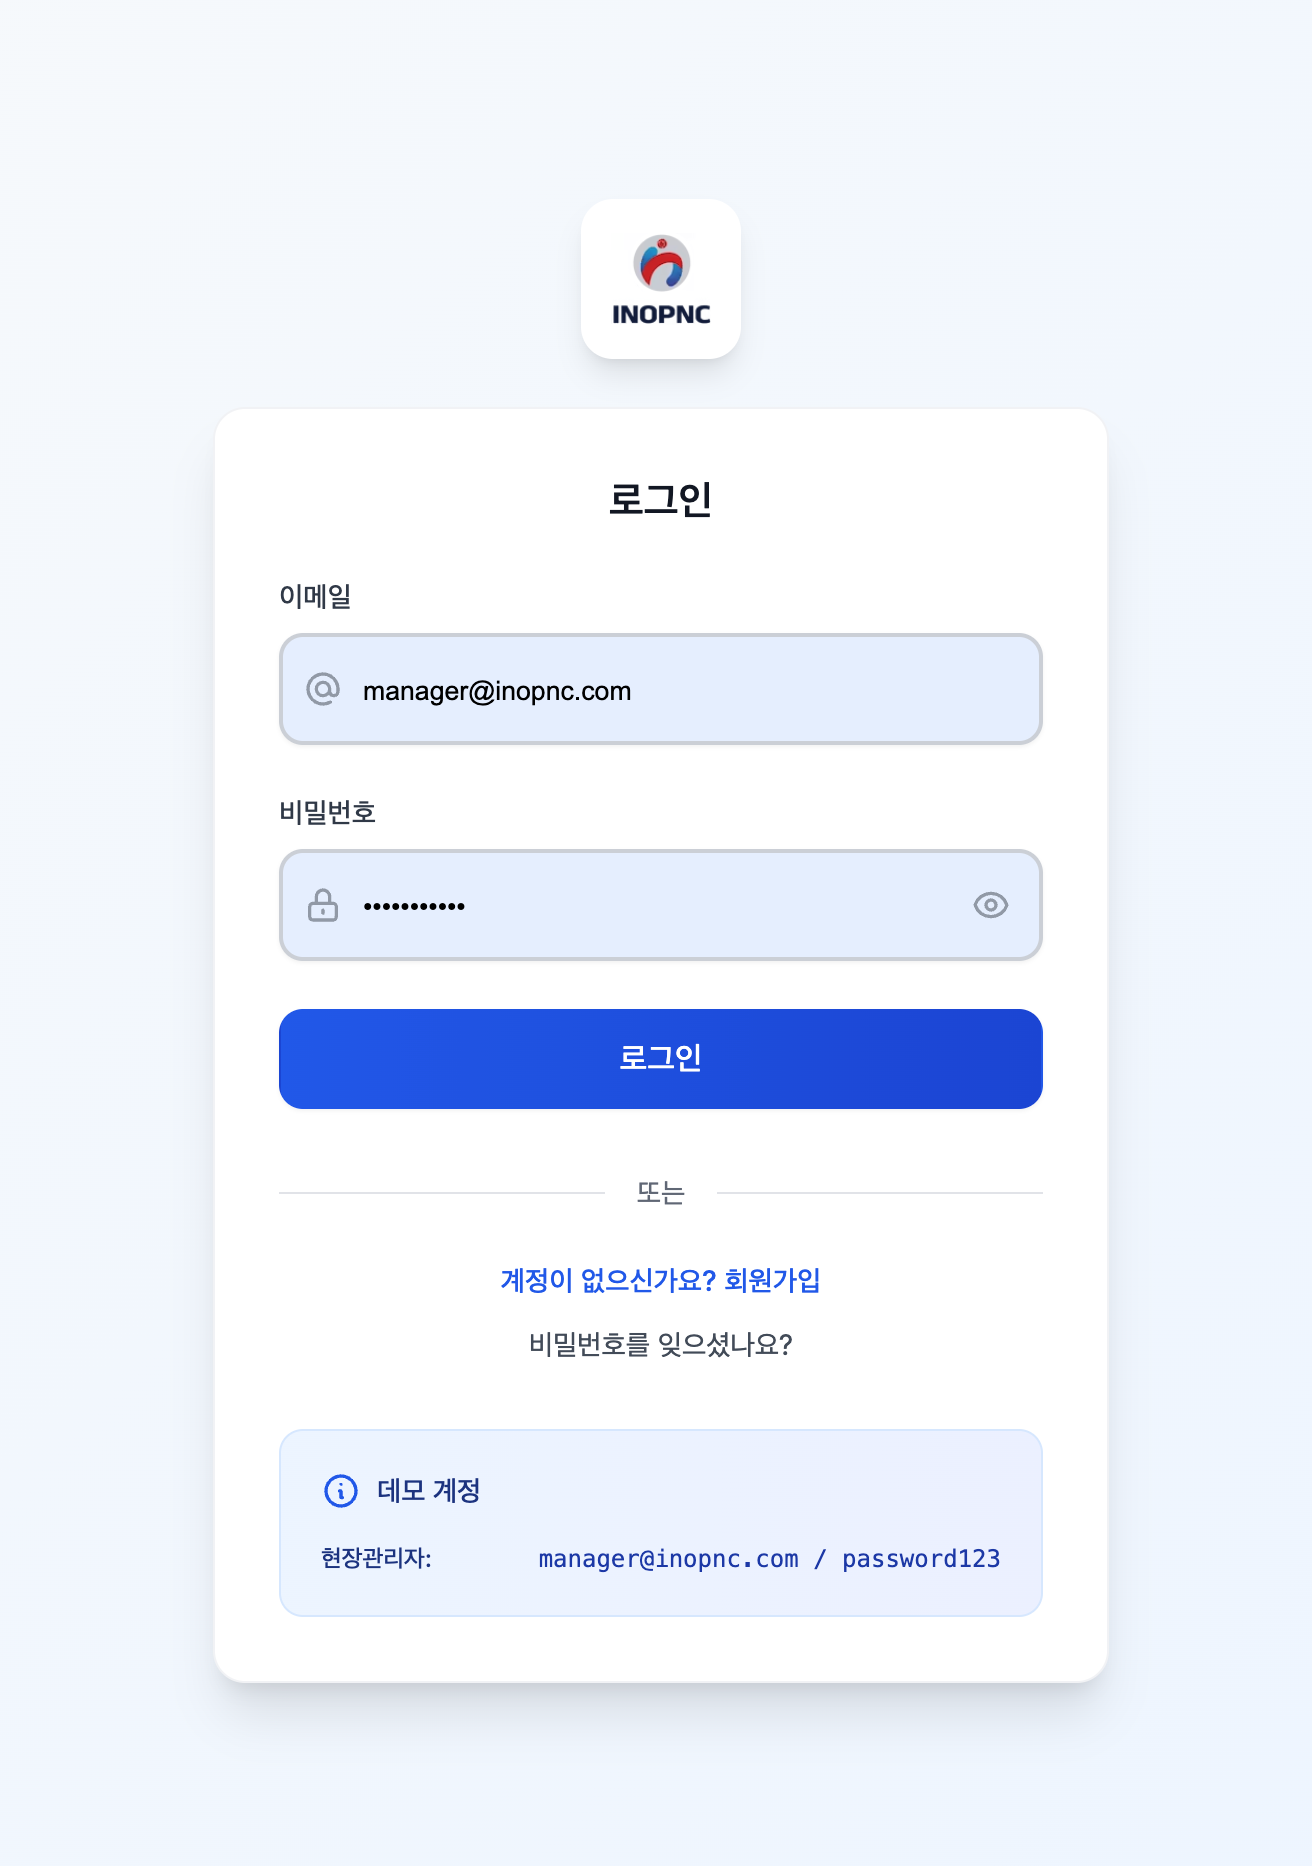 INOPNC
로그인
이메일
manager@inopnc.com
비밀번호
•••••••••••
로그인
또는
계정이 없으신가요? 회원가입
비밀번호를 잊으셨나요?
데모 계정
현장관리자: manager@inopnc.com / password123